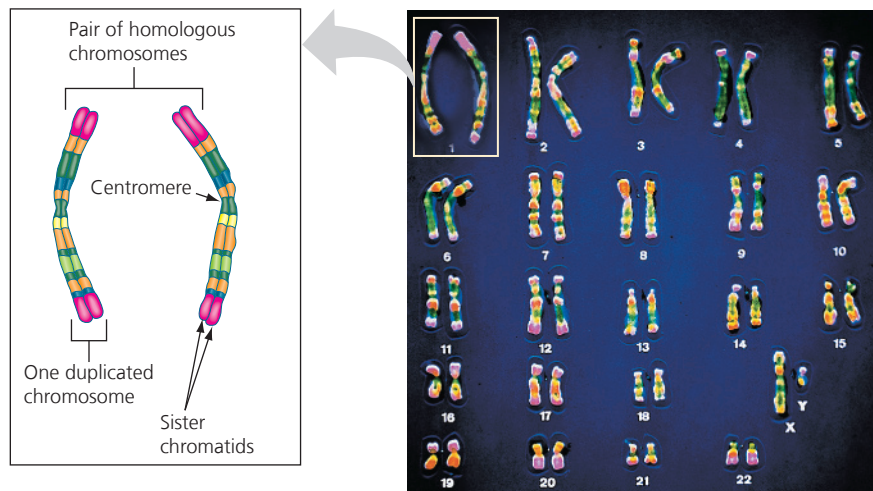 Pair of homologous
chromosomes
Centromere
One duplicated
chromosome
Sister
chromatids
1
2
3
4
5
6
7
8
9
10
11
12
13
14
15
16
17
18
X
Y
19
20
21
22